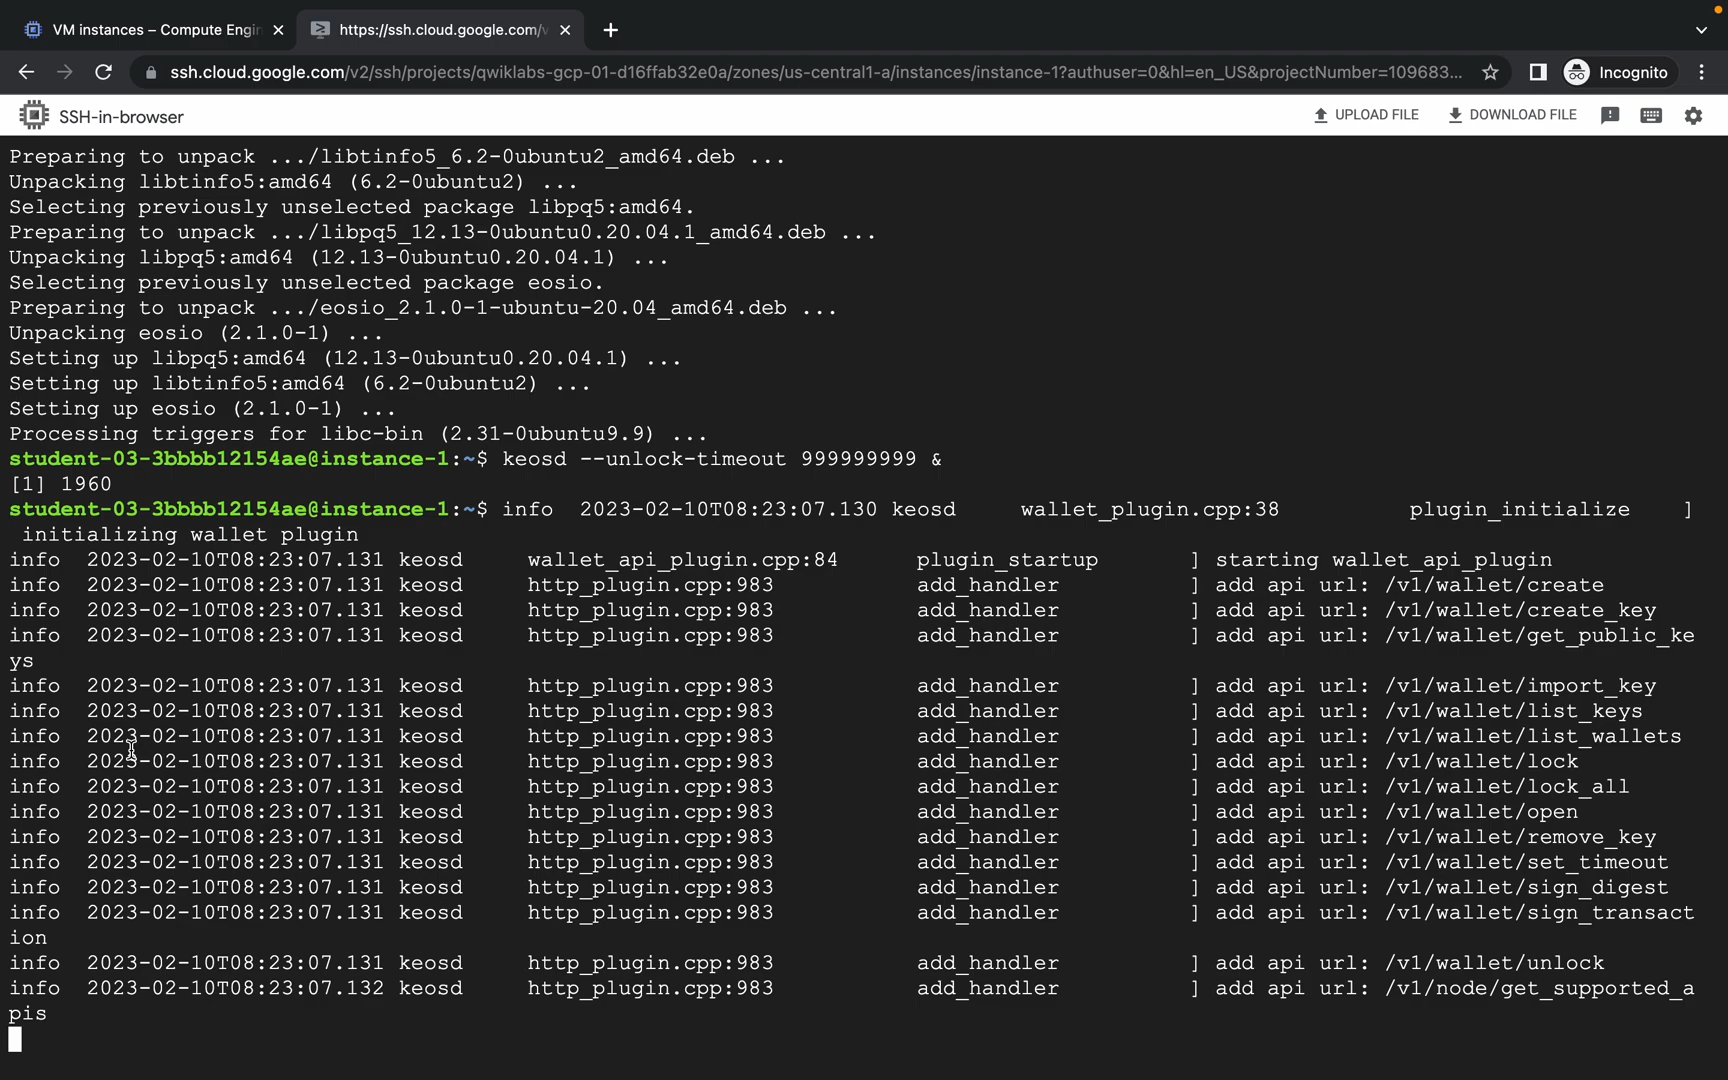 VM instances – Compute Engin
https://ssh.cloud.google.com/v
ssh.cloud.google.com/v2/ssh/projects/qwiklabs-gcp-01-d16ffab32e0a/zones/us-central1-a/instances/instance-1?authuser=0&hl=en_US&projectNumber=109683...
Incognito
SSH-in-browser
UPLOAD FILE
DOWNLOAD FILE
Preparing to unpack .../libtinfo5_6.2-0ubuntu2_amd64.deb ...
Unpacking libtinfo5:amd64 (6.2-0ubuntu2) ...
Selecting previously unselected package libpq5:amd64.
Preparing to unpack .../libpq5_12.13-0ubuntu0.20.04.1_amd64.deb ...
Unpacking libpq5:amd64 (12.13-0ubuntu0.20.04.1) ...
Selecting previously unselected package eosio.
Preparing to unpack .../eosio_2.1.0-1-ubuntu-20.04_amd64.deb ...
Unpacking eosio (2.1.0-1) ...
Setting up libpq5:amd64 (12.13-0ubuntu0.20.04.1) ...
Setting up libtinfo5:amd64 (6.2-0ubuntu2) ...
Setting up eosio (2.1.0-1) ...
Processing triggers for libc-bin (2.31-0ubuntu9.9) ...
student-03-3bbbb12154ae@instance-1:~$ keosd --unlock-timeout 999999999 &
[1] 1960
student-03-3bbbb12154ae@instance-1:~$ info  2023-02-10T08:23:07.130 keosd     wallet_plugin.cpp:38          plugin_initialize    ]
initializing wallet plugin
info  2023-02-10T08:23:07.131 keosd     wallet_api_plugin.cpp:84      plugin_startup       ] starting wallet_api_plugin
info  2023-02-10T08:23:07.131 keosd     http_plugin.cpp:983           add_handler          ] add api url: /v1/wallet/create
info  2023-02-10T08:23:07.131 keosd     http_plugin.cpp:983           add_handler          ] add api url: /v1/wallet/create_key
info  2023-02-10T08:23:07.131 keosd     http_plugin.cpp:983           add_handler          ] add api url: /v1/wallet/get_public_ke
ys
info  2023-02-10T08:23:07.131 keosd     http_plugin.cpp:983           add_handler          ] add api url: /v1/wallet/import_key
info  2023-02-10T08:23:07.131 keosd     http_plugin.cpp:983           add_handler          ] add api url: /v1/wallet/list_keys
info  2023-02-10T08:23:07.131 keosd     http_plugin.cpp:983           add_handler          ] add api url: /v1/wallet/list_wallets
info  2023-02-10T08:23:07.131 keosd     http_plugin.cpp:983           add_handler          ] add api url: /v1/wallet/lock
info  2023-02-10T08:23:07.131 keosd     http_plugin.cpp:983           add_handler          ] add api url: /v1/wallet/lock_all
info  2023-02-10T08:23:07.131 keosd     http_plugin.cpp:983           add_handler          ] add api url: /v1/wallet/open
info  2023-02-10T08:23:07.131 keosd     http_plugin.cpp:983           add_handler          ] add api url: /v1/wallet/remove_key
info  2023-02-10T08:23:07.131 keosd     http_plugin.cpp:983           add_handler          ] add api url: /v1/wallet/set_timeout
info  2023-02-10T08:23:07.131 keosd     http_plugin.cpp:983           add_handler          ] add api url: /v1/wallet/sign_digest
info  2023-02-10T08:23:07.131 keosd     http_plugin.cpp:983           add_handler          ] add api url: /v1/wallet/sign_transact
ion
info  2023-02-10T08:23:07.131 keosd     http_plugin.cpp:983           add_handler          ] add api url: /v1/wallet/unlock
info  2023-02-10T08:23:07.132 keosd     http_plugin.cpp:983           add_handler          ] add api url: /v1/node/get_supported_a
pis